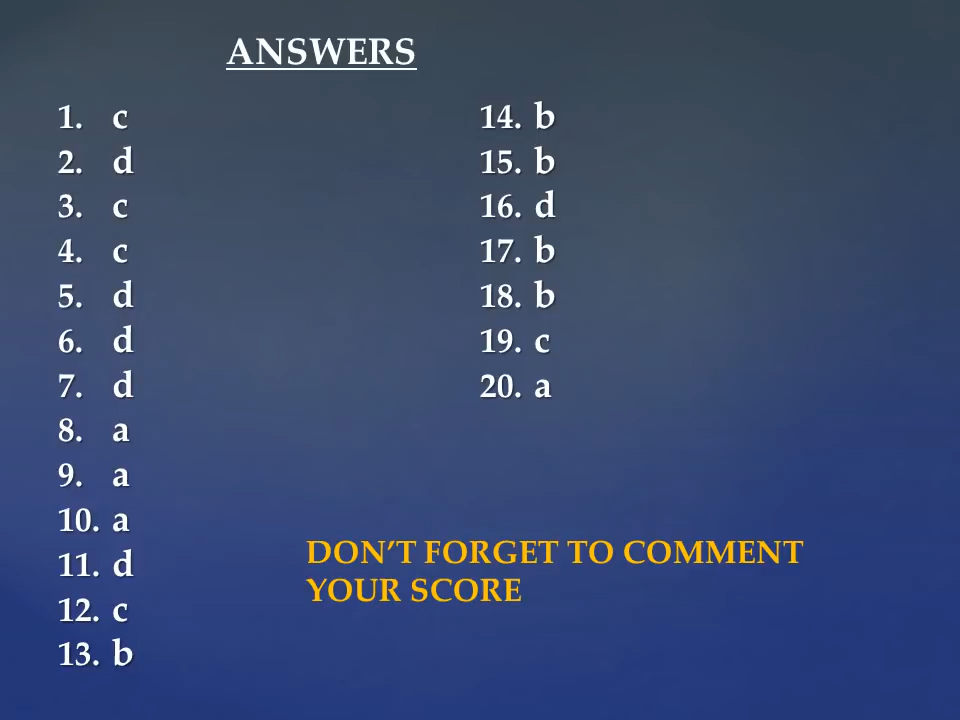 ANSWERS
1. c
2. d
3. c
4. c
5. d
6. d
7. d
8. a
9. a
10. a
11. d
12. c
13. b
14. b
15. b
16. d
17. b
18. b
19. c
20. a
DON’T FORGET TO COMMENT
YOUR SCORE